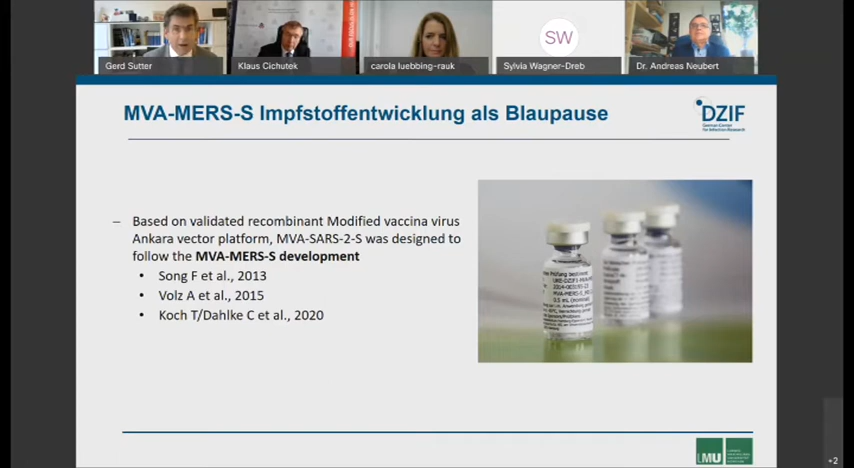 SW
Gerd Sutter
Klaus Cichutek
carola luebbing-rauk
Sylvia Wagner-Dreb
Dr. Andreas Neubert
MVA-MERS-S Impfstoffentwicklung als Blaupause
DZIF
German Center
for Infection Research
– Based on validated recombinant Modified vaccina virus
Ankara vector platform, MVA-SARS-2-S was designed to
follow the MVA-MERS-S development
• Song F et al., 2013
• Volz A et al., 2015
• Koch T/Dahlke C et al., 2020
LMU
+2